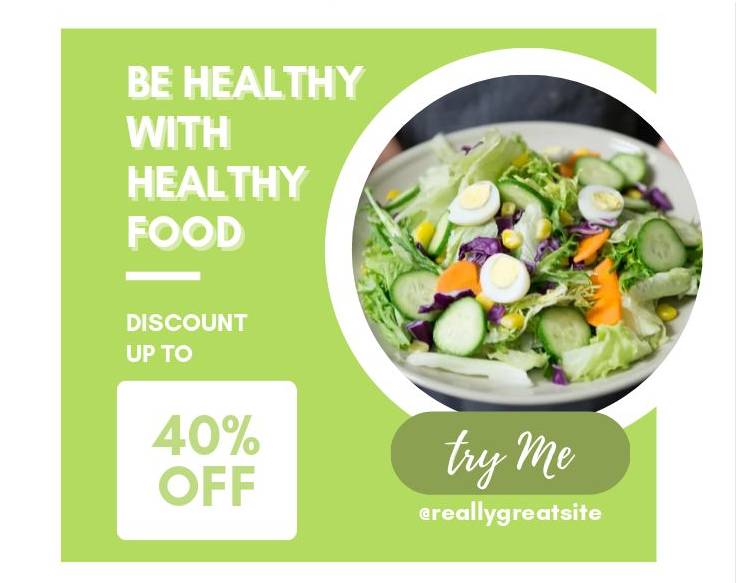 BE HEALTHY
WITH
HEALTHY
FOOD
DISCOUNT
UP TO
40%
OFF
try Me
@reallygreatsite